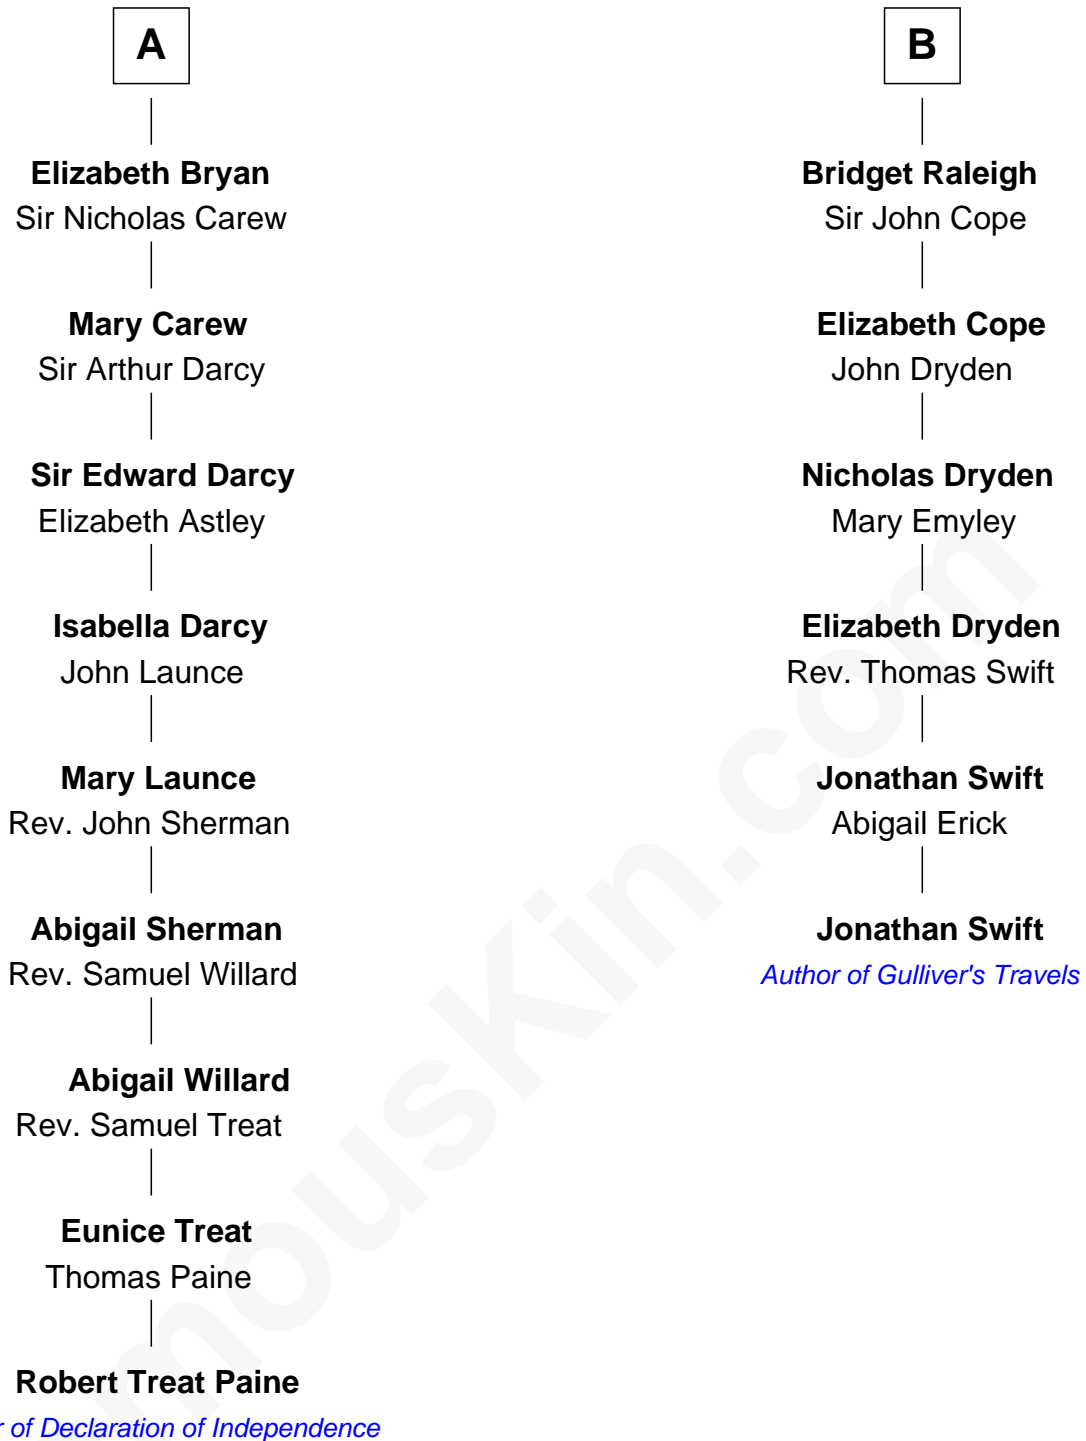 A
Elizabeth Bryan
Sir Nicholas Carew
Mary Carew
Sir Arthur Darcy
Sir Edward Darcy
Elizabeth Astley
Isabella Darcy
John Launce
Mary Launce
Rev. John Sherman
Abigail Sherman
Rev. Samuel Willard
Abigail Willard
Rev. Samuel Treat
Eunice Treat
Thomas Paine
Robert Treat Paine
of Declaration of Independence
B
Bridget Raleigh
Sir John Cope
Elizabeth Cope
John Dryden
Nicholas Dryden
Mary Emyley
Elizabeth Dryden
Rev. Thomas Swift
Jonathan Swift
Abigail Erick
Jonathan Swift
Author of Gulliver's Travels
mouskin.com